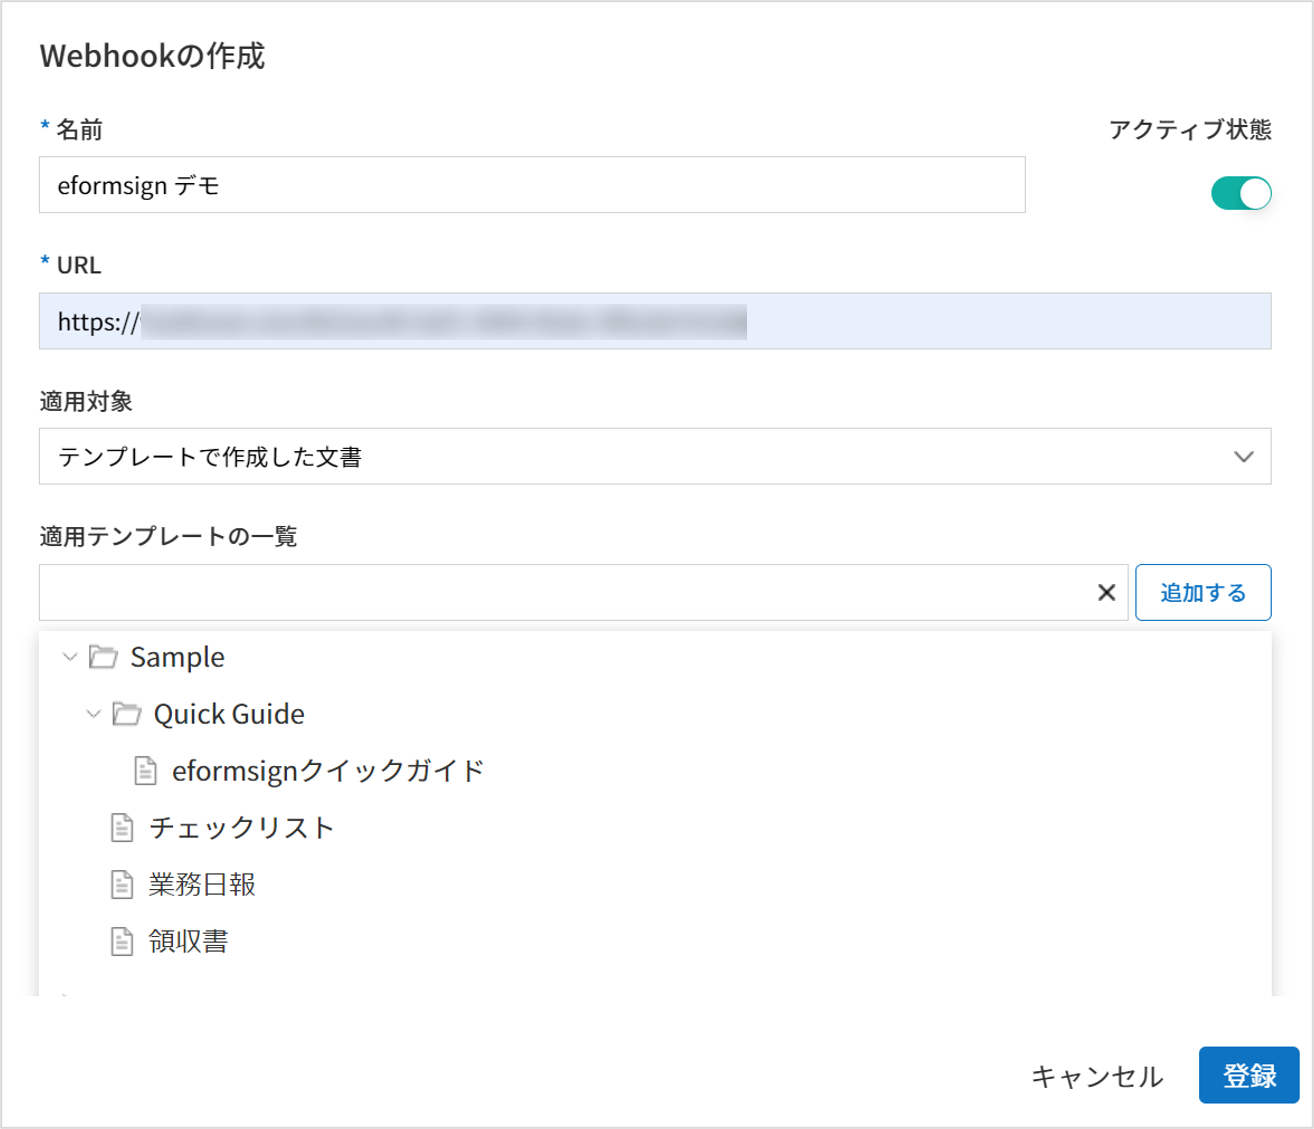 Webhookの作成
* 名前
アクティブ状態
eformsign デモ
* URL
https://
適用対象
テンプレートで作成した文書
適用テンプレートの一覧
追加する
Sample
Quick Guide
eformsignクイックガイド
チェックリスト
業務日報
領収書
キャンセル
登録